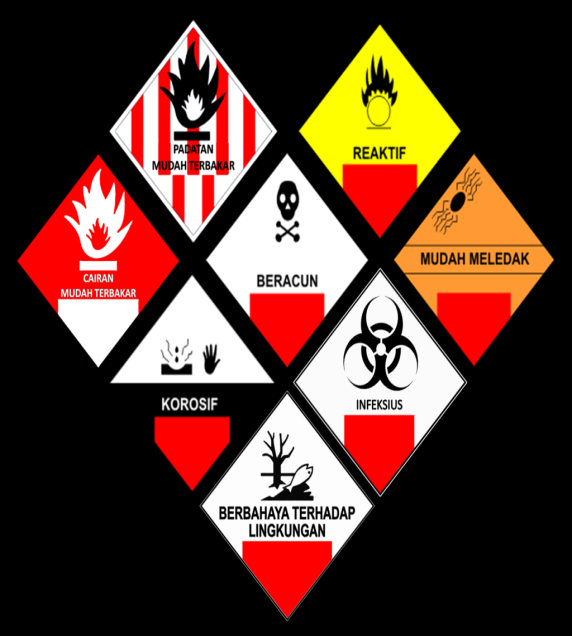 PADATAN
MUDAH TERBAKAR
REAKTIF
CAIRAN
MUDAH TERBAKAR
BERACUN
MUDAH MELEDAK
KOROSIF
INFEKSIUS
BERBAHAYA TERHADAP
LINGKUNGAN